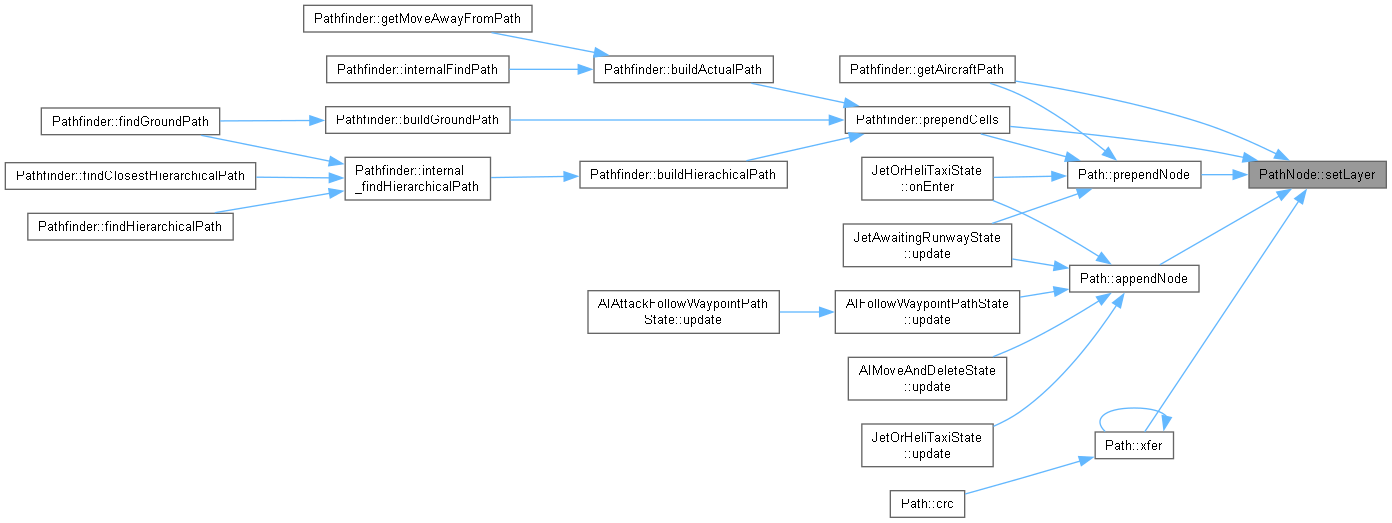 Pathfinder::getMoveAwayFromPath
Pathfinder::internalFindPath
Pathfinder::buildActualPath
Pathfinder::getAircraftPath
Pathfinder::findGroundPath
Pathfinder::buildGroundPath
Pathfinder::prependCells
Pathfinder::findClosestHierarchicalPath
Pathfinder::internal
_findHierarchicalPath
Pathfinder::buildHierachicalPath
JetOrHeliTaxiState
::onEnter
Path::prependNode
PathNode::setLayer
Pathfinder::findHierarchicalPath
JetAwaitingRunwayState
::update
Path::appendNode
AIAttackFollowWaypointPath
State::update
AIFollowWaypointPathState
::update
AIMoveAndDeleteState
::update
JetOrHeliTaxiState
::update
Path::xfer
Path::crc